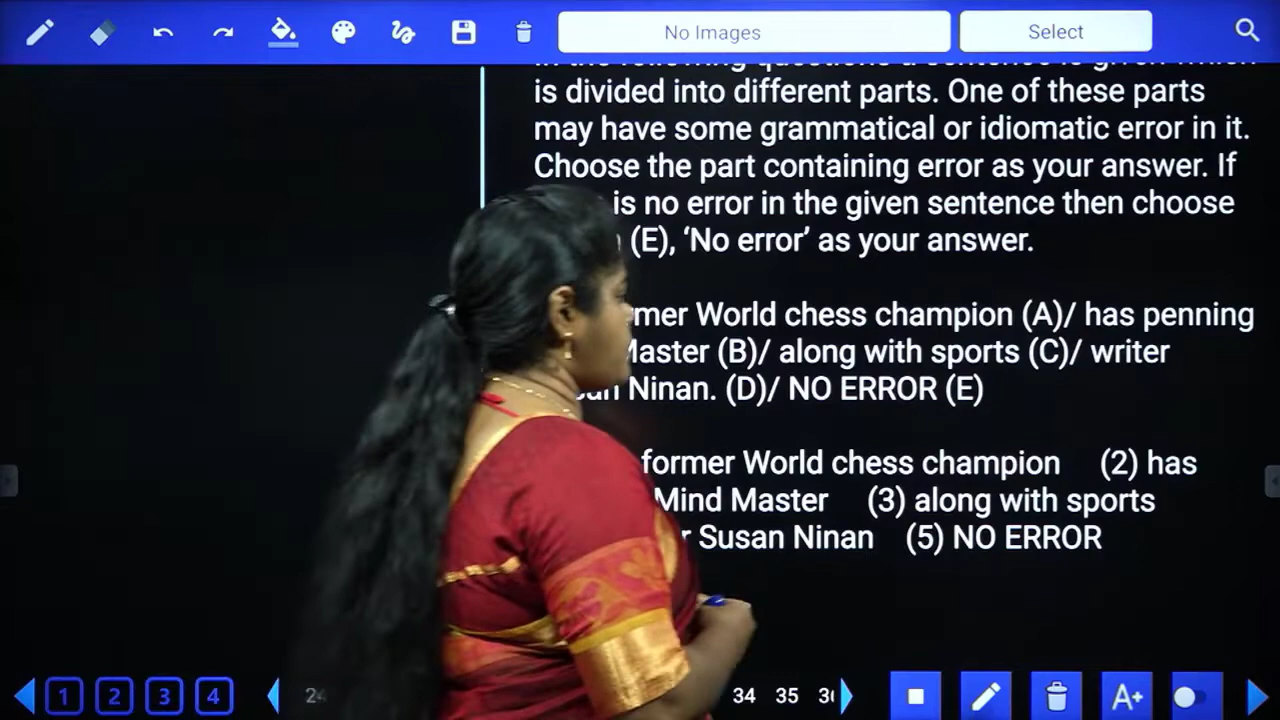 No Images
Select
is divided into different parts. One of these parts
may have some grammatical or idiomatic error in it.
Choose the part containing error as your answer. If
is no error in the given sentence then choose
(E), ‘No error’ as your answer.
World chess champion (A)/ has penning
Master (B)/ along with sports (C)/ writer
Ninan. (D)/ NO ERROR (E)
former World chess champion (2) has
Mind Master (3) along with sports
Susan Ninan (5) NO ERROR
1 2 3 4 34 35
A+